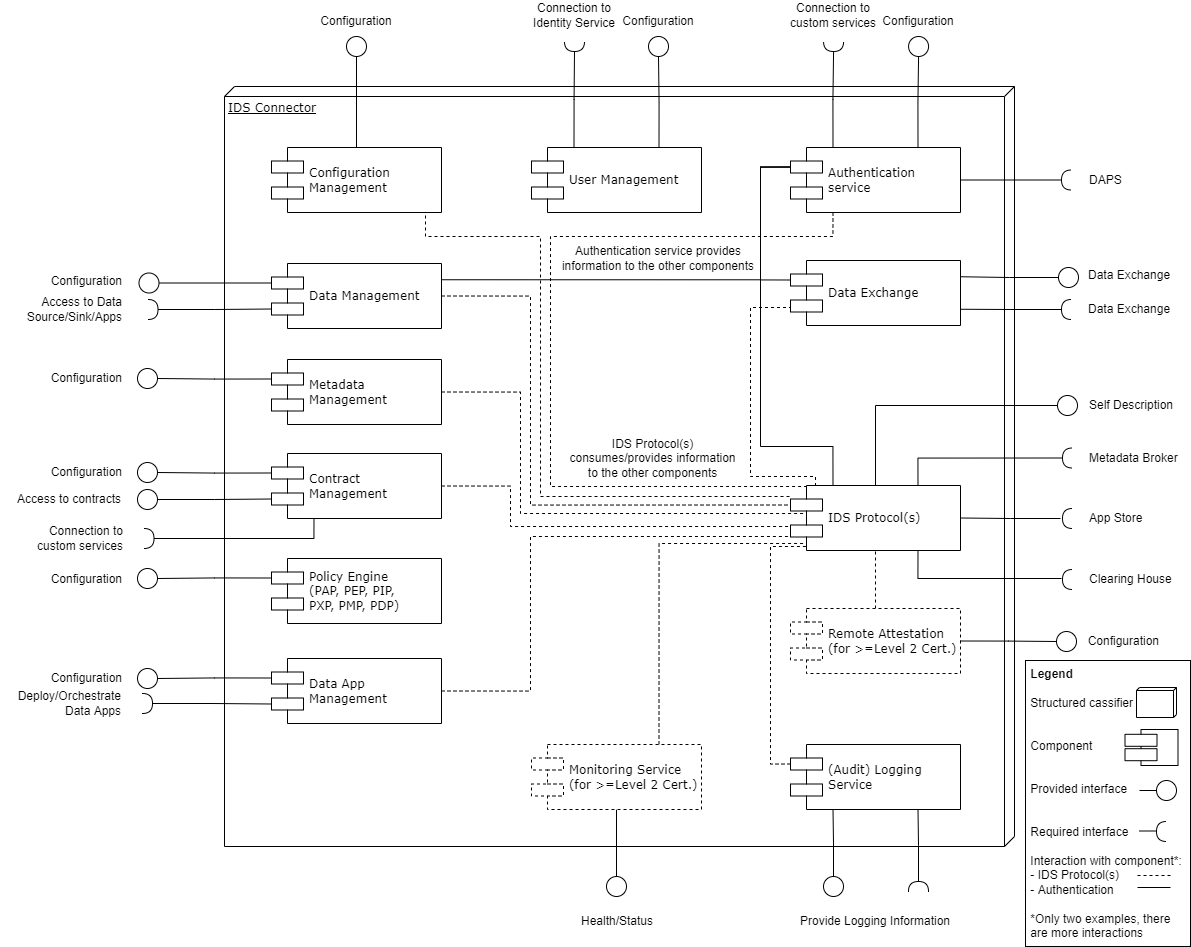 Connection to
Identity Service
Connection to
custom services
Configuration
Configuration
Configuration
IDS Connector
Configuration
Management
User Management
Authentication
service
DAPS
Authentication service provides
information to the other components
Configuration
Access to Data
Source/Sink/Apps
Data Management
Data Exchange
Data Exchange
Data Exchange
Configuration
Metadata
Management
Self Description
IDS Protocol(s)
consumes/provides information
to the other components
Metadata Broker
Configuration
Access to contracts
Connection to
custom services
Contract
Management
IDS Protocol(s)
App Store
Clearing House
Configuration
Policy Engine
(PAP, PEP, PIP,
PXP, PMP, PDP)
Remote Attestation
(for >=Level 2 Cert.)
Configuration
Configuration
Deploy/Orchestrate
Data Apps
Data App
Management
Monitoring Service
(for >=Level 2 Cert.)
(Audit) Logging
Service
Health/Status
Provide Logging Information
Legend
Structured cassifier
Component
Provided interface
Required interface
Interaction with component*:
- IDS Protocol(s)
- Authentication
*Only two examples, there
are more interactions